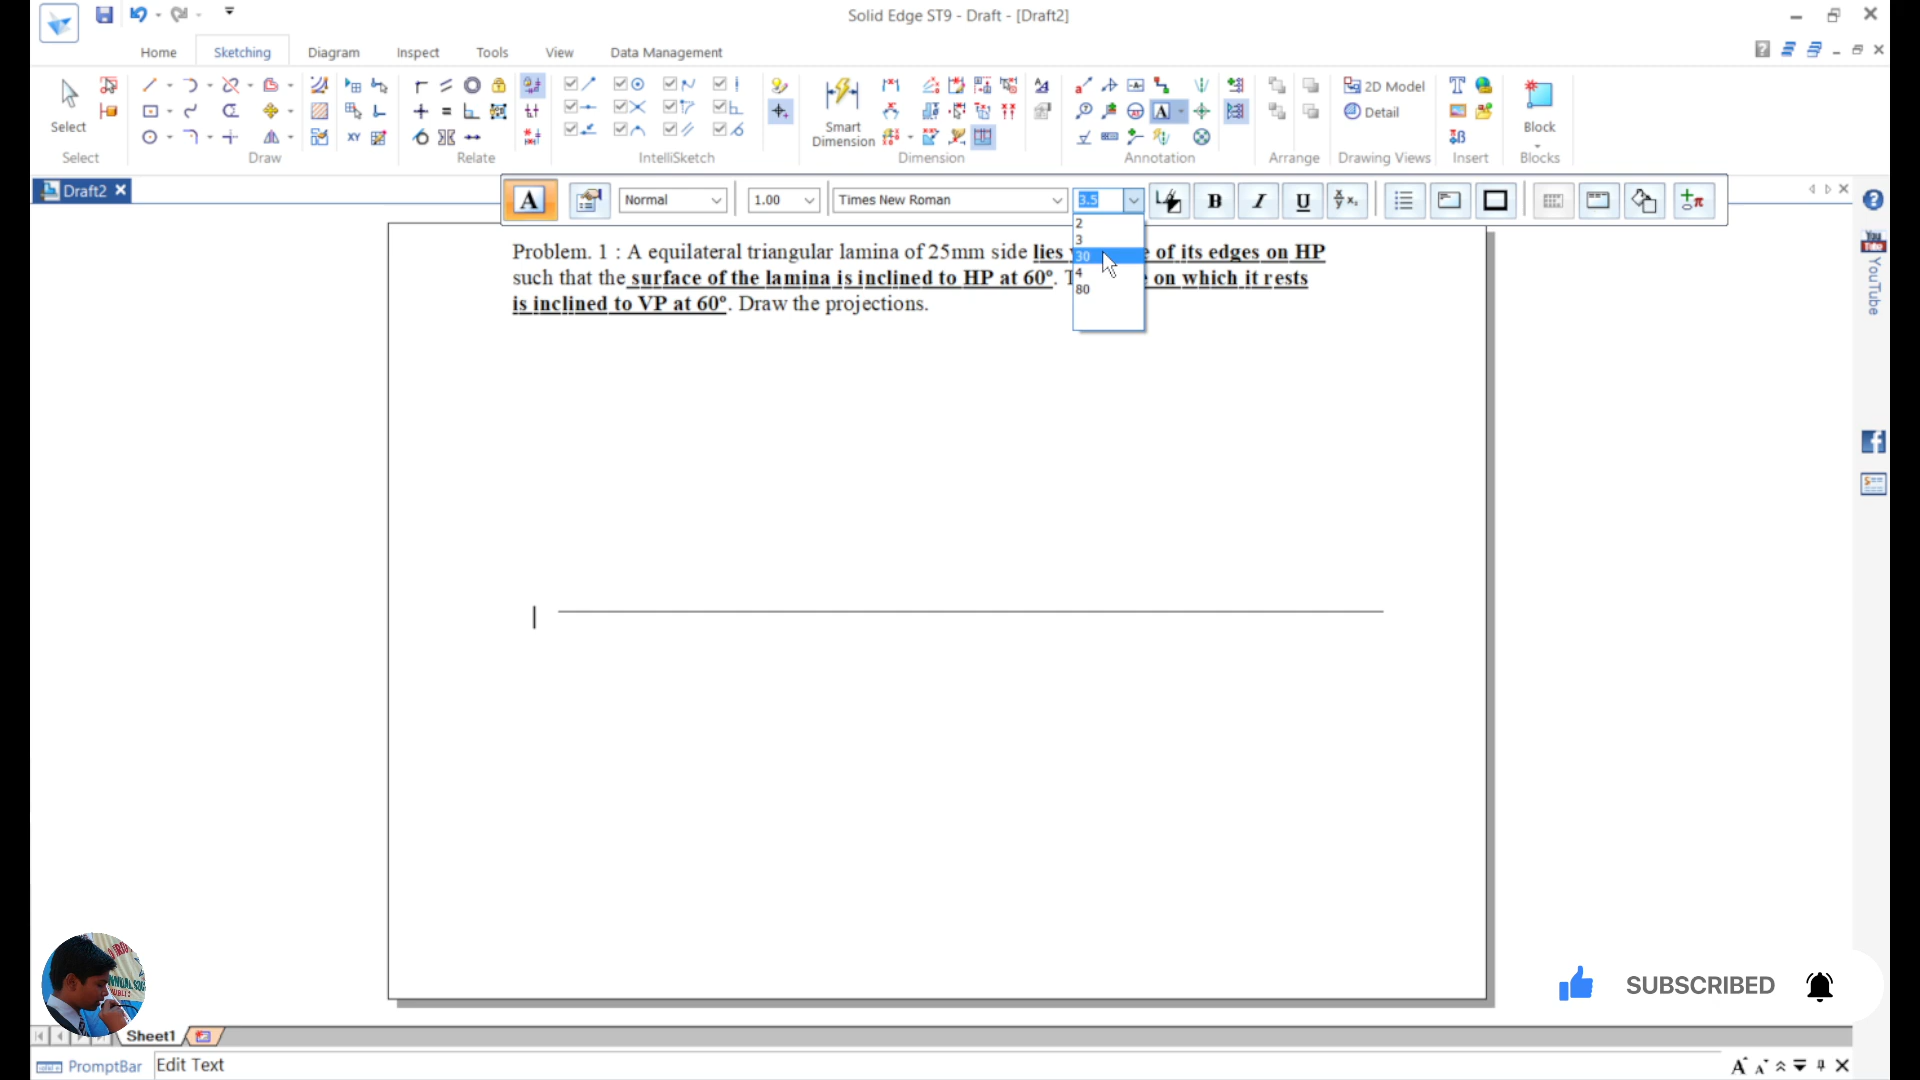 Solid Edge ST9 - Draft - [Draft2]
Home Sketching Diagram Inspect Tools View Data Management
Select
Smart
Dimension
2D Model
Detail
Block
Select Draw Relate IntelliSketch Dimension Annotation Arrange Drawing Views Insert Blocks
Draft2
A Normal 1.00 Times New Roman 3.5 B I U
2
3
30
4
80
Problem. 1 : A equilateral triangular lamina of 25mm side lies of its edges on HP
such that the surface of the lamina is inclined to HP at 60º. on which it rests
is inclined to VP at 60º. Draw the projections.
YouTube
SUBSCRIBED
Sheet1
PromptBar Edit Text